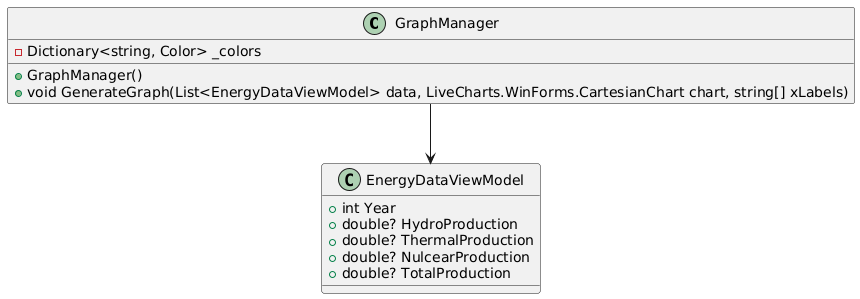 C GraphManager
Dictionary<string, Color> _colors
GraphManager()
void GenerateGraph(List<EnergyDataViewModel> data, LiveCharts.WinForms.CartesianChart chart, string[] xLabels)
C EnergyDataViewModel
int Year
double? HydroProduction
double? ThermalProduction
double? NulcearProduction
double? TotalProduction